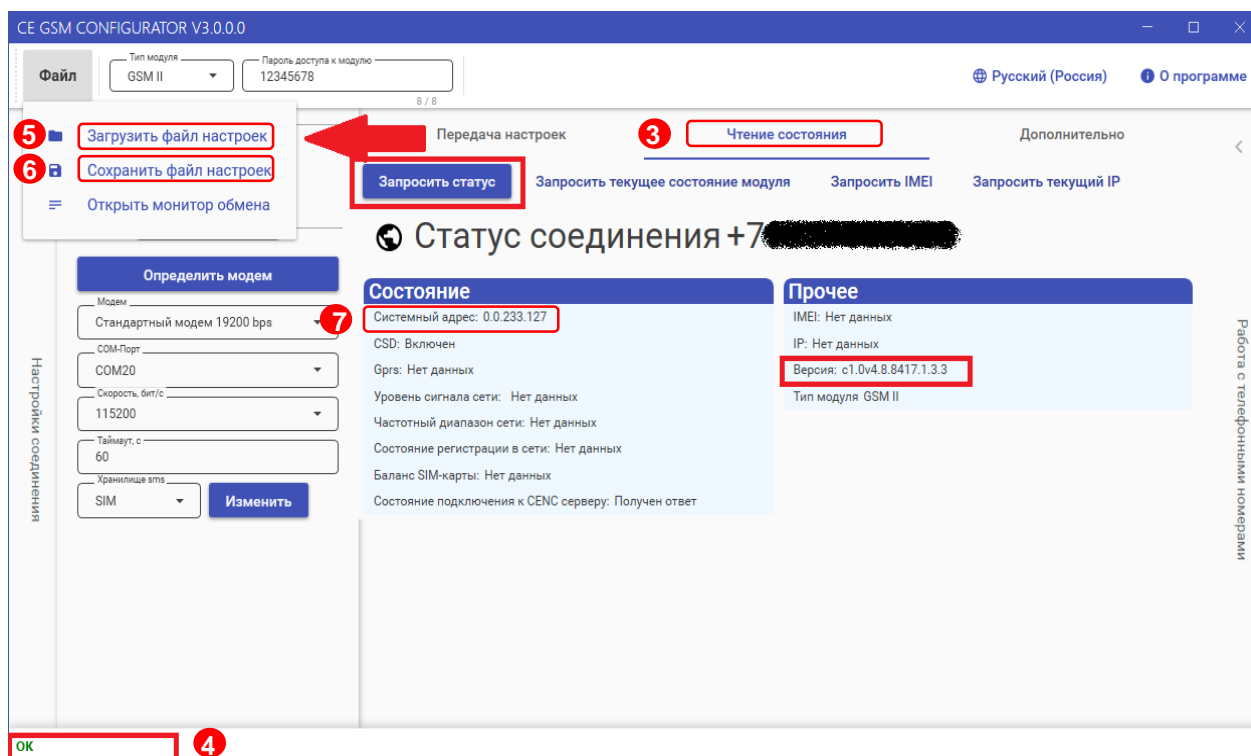 CE GSM CONFIGURATOR V3.0.0.0
Файл
Тип модуля
GSM II
Пароль доступа к модулю
12345678
8 / 8
Русский (Россия)
О программе
5 Загрузить файл настроек
6 Сохранить файл настроек
Открыть монитор обмена
Передача настроек
3 Чтение состояния
Дополнительно
Запросить статус
Запросить текущее состояние модуля
Запросить IMEI
Запросить текущий IP
Статус соединения +7
Настройки соединения
Определить модем
Модем
Стандартный модем 19200 bps
COM-Порт
COM20
Скорость, бит/с
115200
Таймаут, с
60
Хранилище sms
SIM
Изменить
Состояние
7 Системный адрес: 0.0.233.127
CSD: Включен
Gprs: Нет данных
Уровень сигнала сети: Нет данных
Частотный диапазон сети: Нет данных
Состояние регистрации в сети: Нет данных
Баланс SIM-карты: Нет данных
Состояние подключения к CENC серверу: Получен ответ
Прочее
IMEI: Нет данных
IP: Нет данных
Версия: c1.0v4.8.8417.1.3.3
Тип модуля GSM II
Работа с телефонными номерами
OK
4